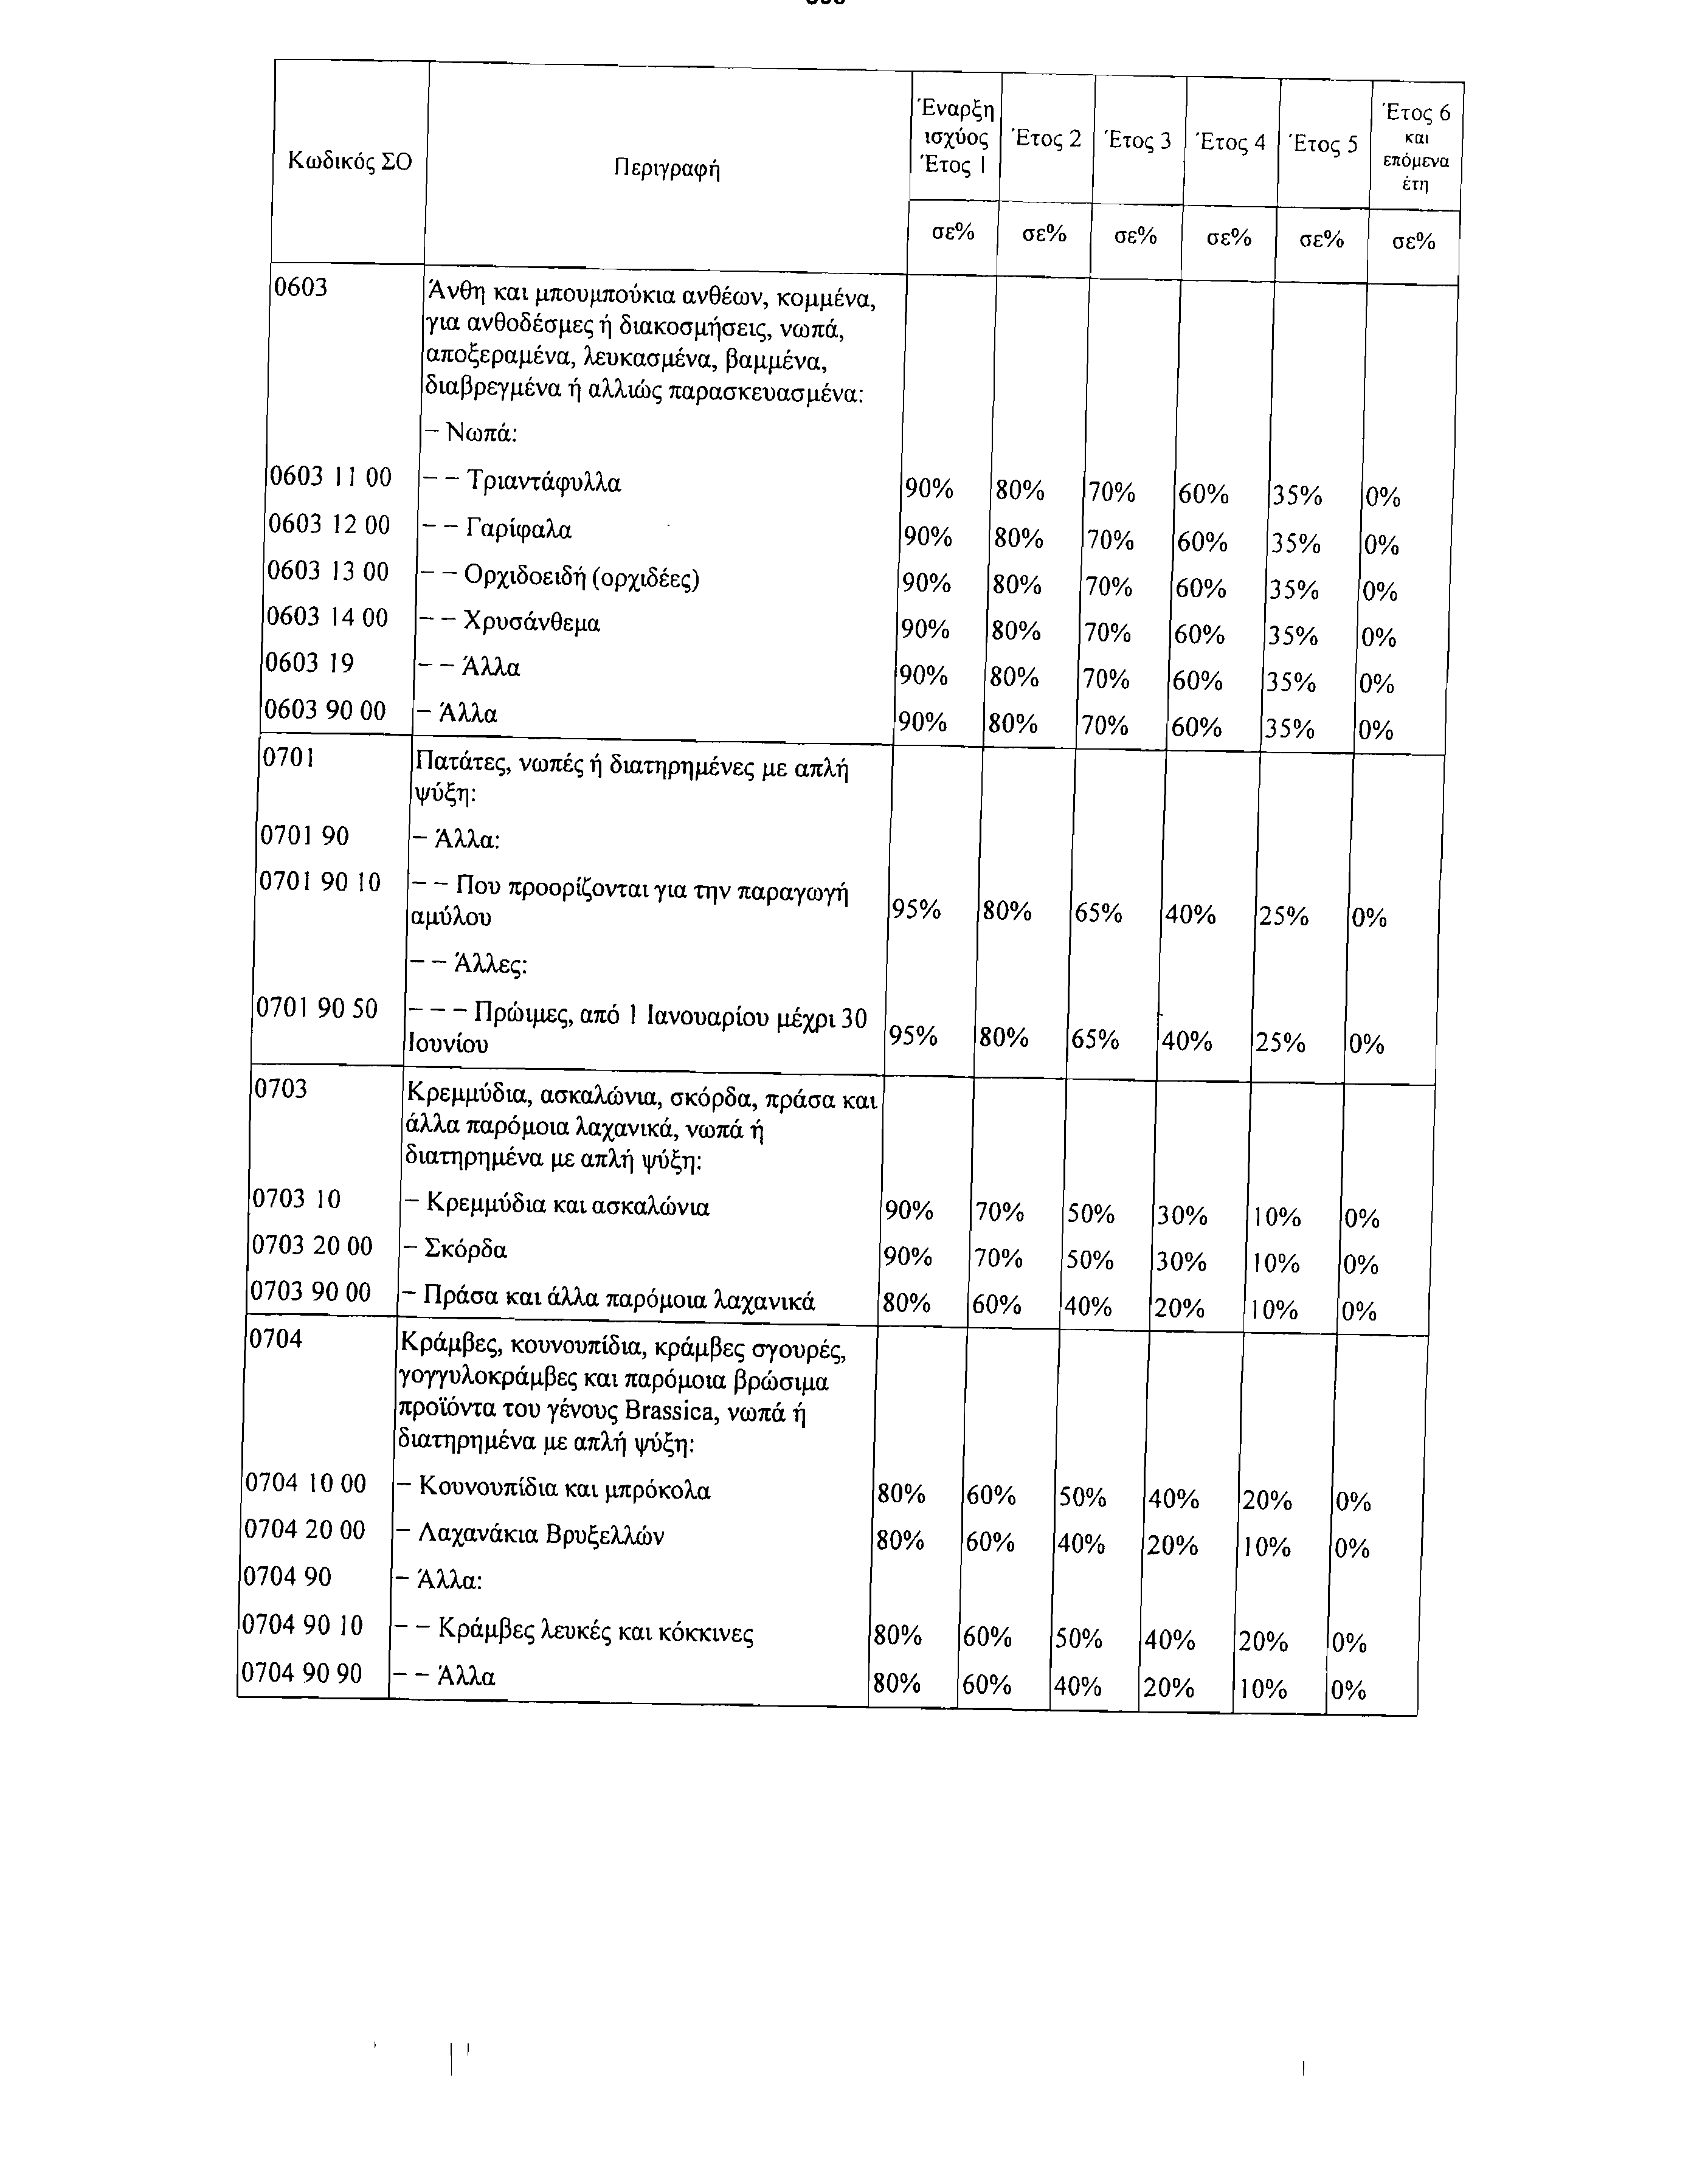 Κωδικός ΣΟ
Περιγραφή
Έναρξη
ισχύος
Έτος 1
Έτος 2
Έτος 3
Έτος 4
Έτος 5
Έτος 6
και
επόμενα
έτη
σε% σε% σε% σε% σε% σε%
0603 Άνθη και μπουμπούκια ανθέων, κομμένα,
για ανθοδέσμες ή διακοσμήσεις, νωπά,
αποξεραμένα, λευκασμένα, βαμμένα,
διαβρεγμένα ή αλλιώς παρασκευασμένα:
– Νωπά:
0603 11 00 – – Τριαντάφυλλα 90% 80% 70% 60% 35% 0%
0603 12 00 – – Γαρίφαλα 90% 80% 70% 60% 35% 0%
0603 13 00 – – Ορχιδοειδή (ορχιδέες) 90% 80% 70% 60% 35% 0%
0603 14 00 – – Χρυσάνθεμα 90% 80% 70% 60% 35% 0%
0603 19 – – Άλλα 90% 80% 70% 60% 35% 0%
0603 90 00 – Άλλα 90% 80% 70% 60% 35% 0%
0701 Πατάτες, νωπές ή διατηρημένες με απλή
ψύξη:
0701 90 – Άλλα:
0701 90 10 – – Που προορίζονται για την παραγωγή
αμύλου 95% 80% 65% 40% 25% 0%
– – Άλλες:
0701 90 50 – – – Πρώιμες, από 1 Ιανουαρίου μέχρι 30
Ιουνίου 95% 80% 65% 40% 25% 0%
0703 Κρεμμύδια, ασκαλώνια, σκόρδα, πράσα και
άλλα παρόμοια λαχανικά, νωπά ή
διατηρημένα με απλή ψύξη:
0703 10 – Κρεμμύδια και ασκαλώνια 90% 70% 50% 30% 10% 0%
0703 20 00 – Σκόρδα 90% 70% 50% 30% 10% 0%
0703 90 00 – Πράσα και άλλα παρόμοια λαχανικά 80% 60% 40% 20% 10% 0%
0704 Κράμβες, κουνουπίδια, κράμβες σγουρές,
γογγυλοκράμβες και παρόμοια βρώσιμα
προϊόντα του γένους Brassica, νωπά ή
διατηρημένα με απλή ψύξη:
0704 10 00 – Κουνουπίδια και μπρόκολα 80% 60% 50% 40% 20% 0%
0704 20 00 – Λαχανάκια Βρυξελλών 80% 60% 40% 20% 10% 0%
0704 90 – Άλλα:
0704 90 10 – – Κράμβες λευκές και κόκκινες 80% 60% 50% 40% 20% 0%
0704 90 90 – – Άλλα 80% 60% 40% 20% 10% 0%